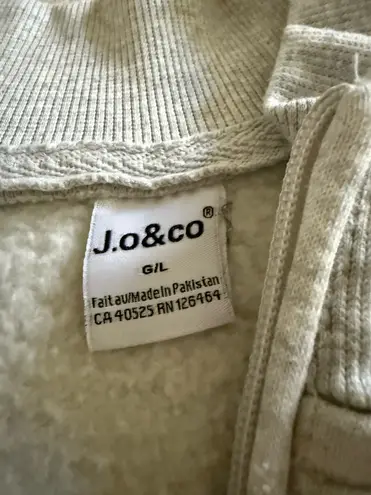 J.o&co®
G/L
Fait au/Made in Pakistan
CA 40525 RN 126464